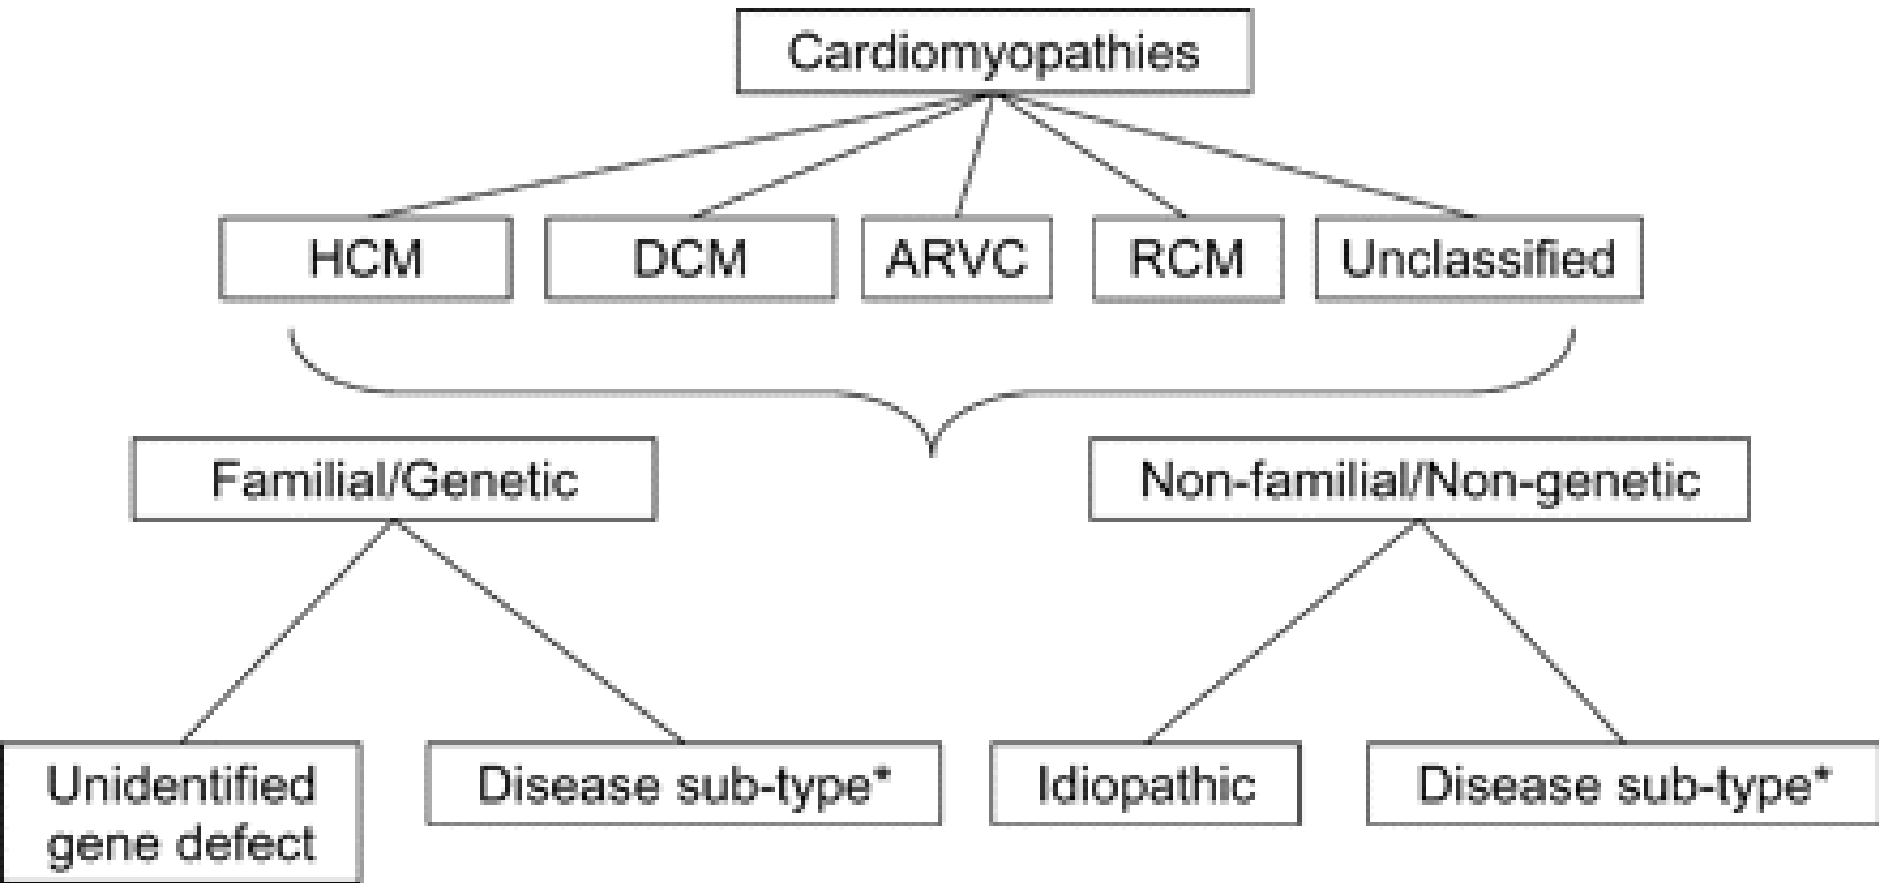 Cardiomyopathies
HCM
DCM
ARVC
RCM
Unclassified
Familial/Genetic
Non-familial/Non-genetic
Unidentified
gene defect
Disease sub-type*
Idiopathic
Disease sub-type*